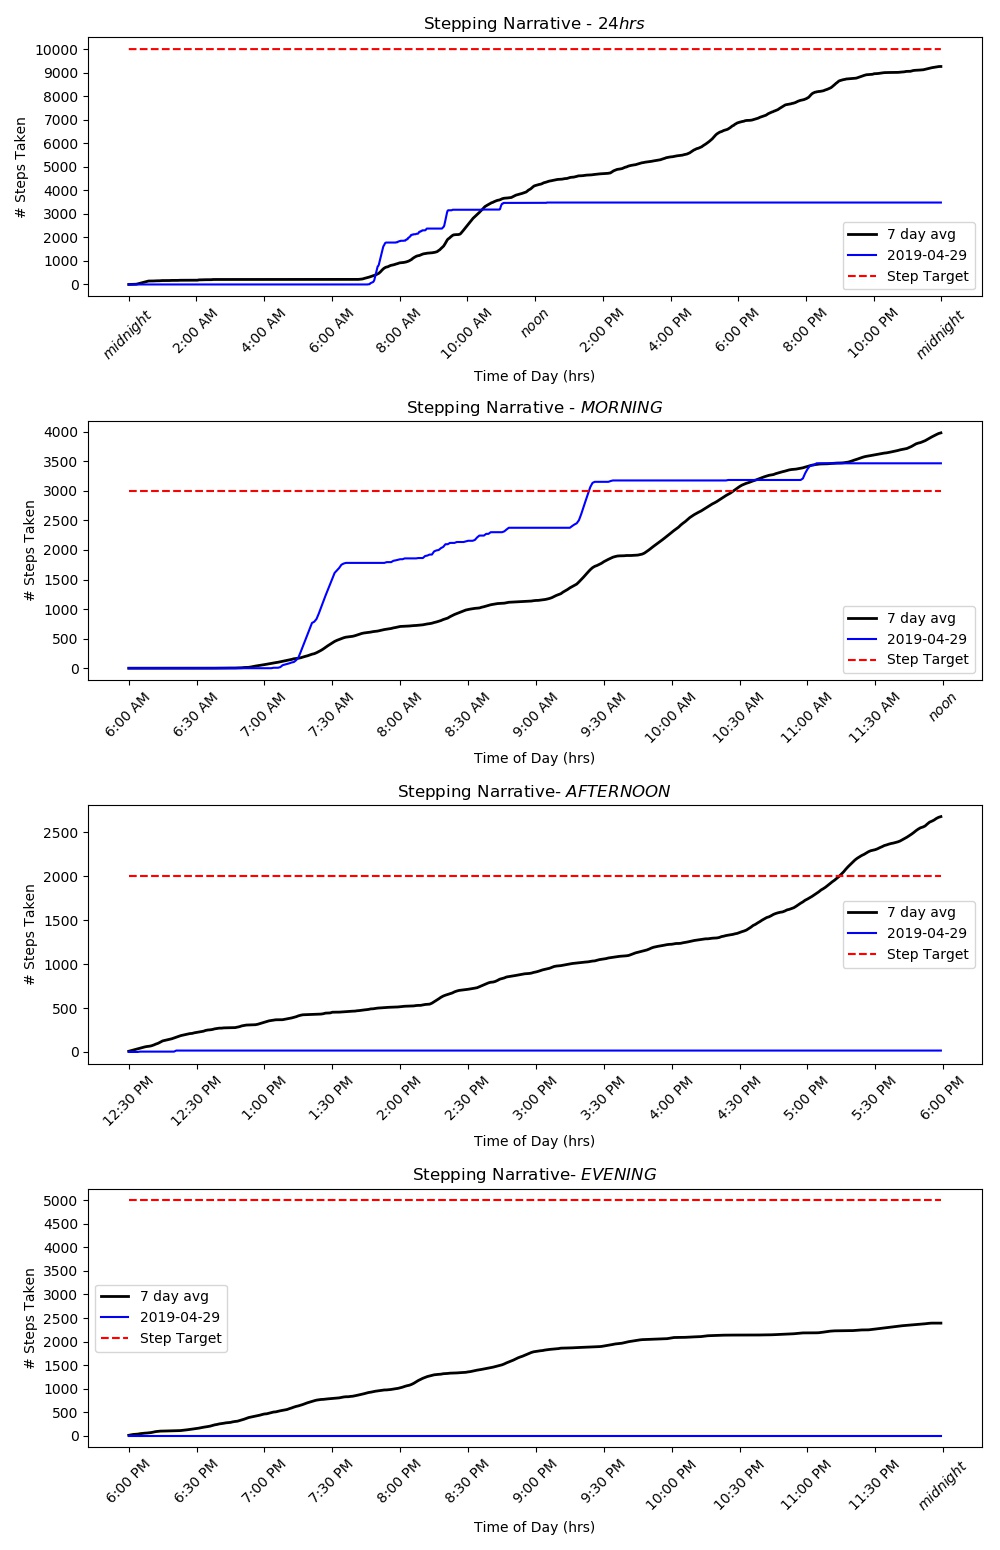 Stepping Narrative - 24hrs
10000
9000
8000
7000
6000
5000
4000
3000
2000
1000
0
# Steps Taken
7 day avg
2019-04-29
Step Target
midnight 2:00 AM 4:00 AM 6:00 AM 8:00 AM 10:00 AM noon 2:00 PM 4:00 PM 6:00 PM 8:00 PM 10:00 PM midnight
Time of Day (hrs)
Stepping Narrative - MORNING
4000
3500
3000
2500
2000
1500
1000
500
0
# Steps Taken
7 day avg
2019-04-29
Step Target
6:00 AM 6:30 AM 7:00 AM 7:30 AM 8:00 AM 8:30 AM 9:00 AM 9:30 AM 10:00 AM 10:30 AM 11:00 AM 11:30 AM noon
Time of Day (hrs)
Stepping Narrative- AFTERNOON
2500
2000
1500
1000
500
0
# Steps Taken
7 day avg
2019-04-29
Step Target
12:30 PM 12:30 PM 1:00 PM 1:30 PM 2:00 PM 2:30 PM 3:00 PM 3:30 PM 4:00 PM 4:30 PM 5:00 PM 5:30 PM 6:00 PM
Time of Day (hrs)
Stepping Narrative- EVENING
5000
4500
4000
3500
3000
2500
2000
1500
1000
500
0
# Steps Taken
7 day avg
2019-04-29
Step Target
6:00 PM 6:30 PM 7:00 PM 7:30 PM 8:00 PM 8:30 PM 9:00 PM 9:30 PM 10:00 PM 10:30 PM 11:00 PM 11:30 PM midnight
Time of Day (hrs)